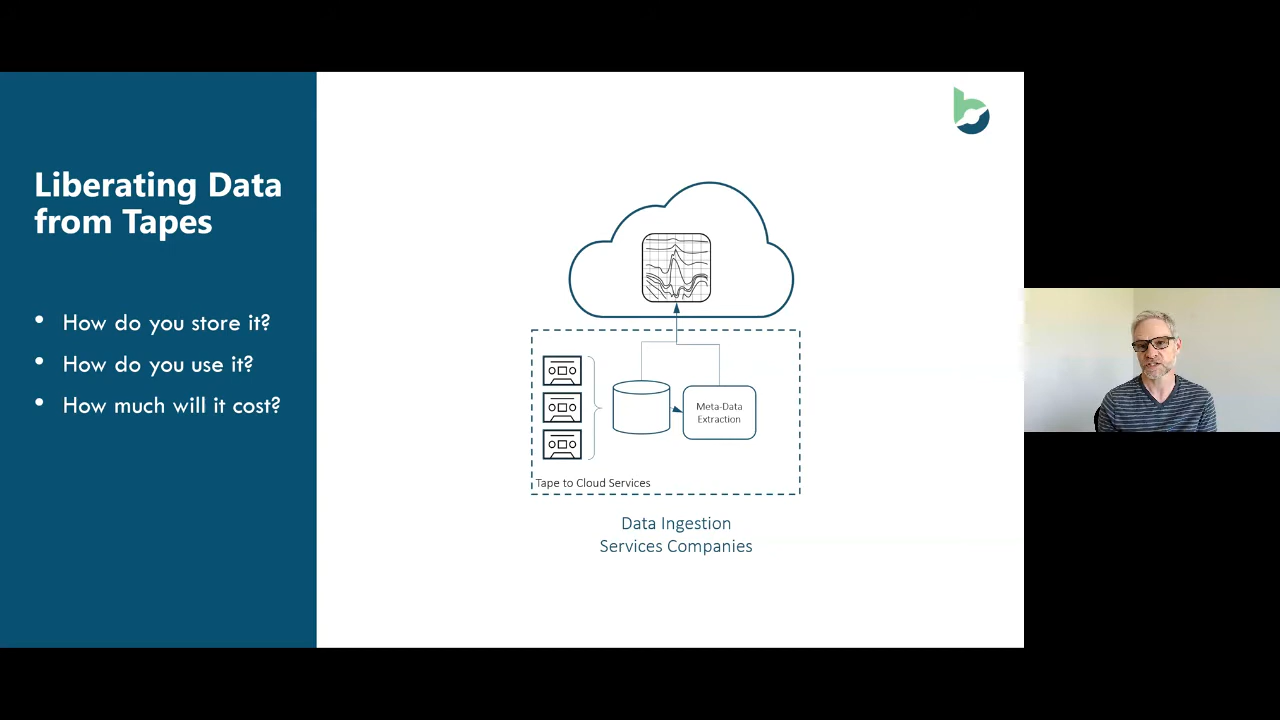 Liberating Data
from Tapes
• How do you store it?
• How do you use it?
• How much will it cost?
Meta-Data
Extraction
Tape to Cloud Services
Data Ingestion
Services Companies